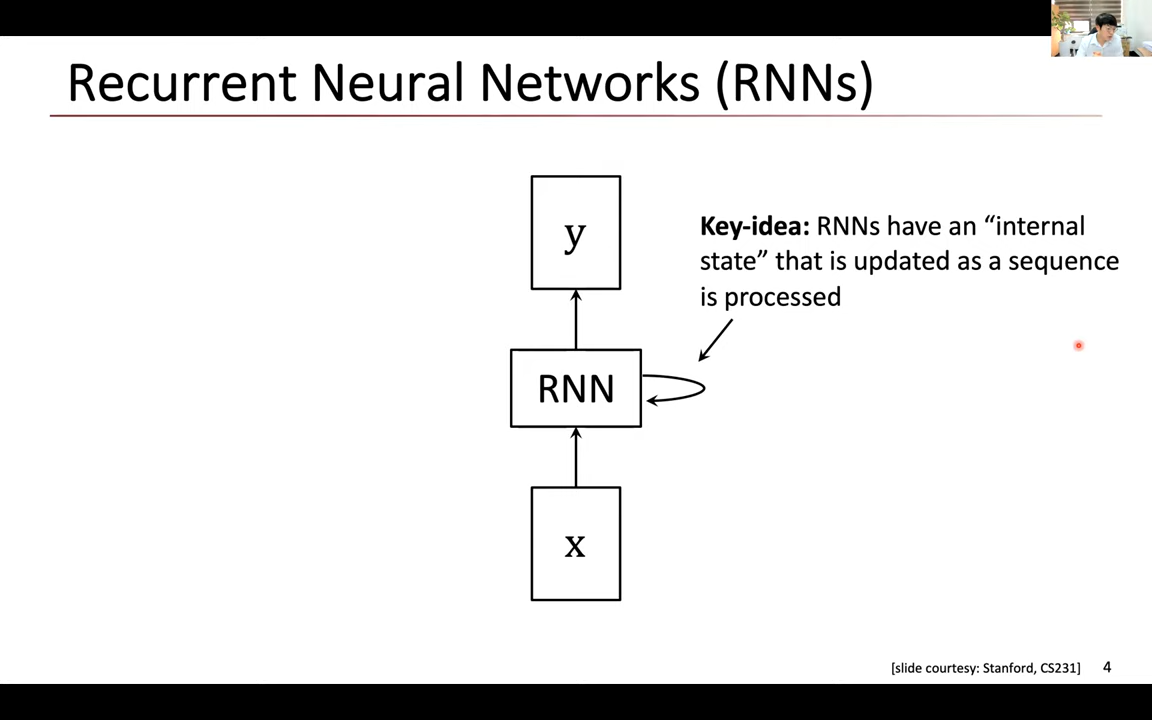 Recurrent Neural Networks (RNNs)
y
Key-idea: RNNs have an “internal
state” that is updated as a sequence
is processed
RNN
x
[slide courtesy: Stanford, CS231]
4